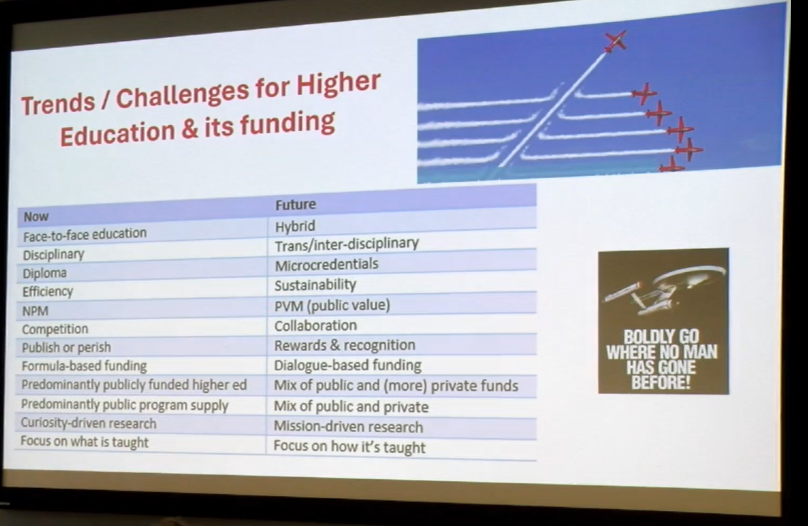 Trends / Challenges for Higher
Education & its funding
Now Future
Face-to-face education Hybrid
Disciplinary Trans/inter-disciplinary
Diploma Microcredentials
Efficiency Sustainability
NPM PVM (public value)
Competition Collaboration
Publish or perish Rewards & recognition
Formula-based funding Dialogue-based funding
Predominantly publicly funded higher ed Mix of public and (more) private funds
Predominantly public program supply Mix of public and private
Curiosity-driven research Mission-driven research
Focus on what is taught Focus on how it's taught
BOLDLY GO
WHERE NO MAN
HAS GONE
BEFORE!